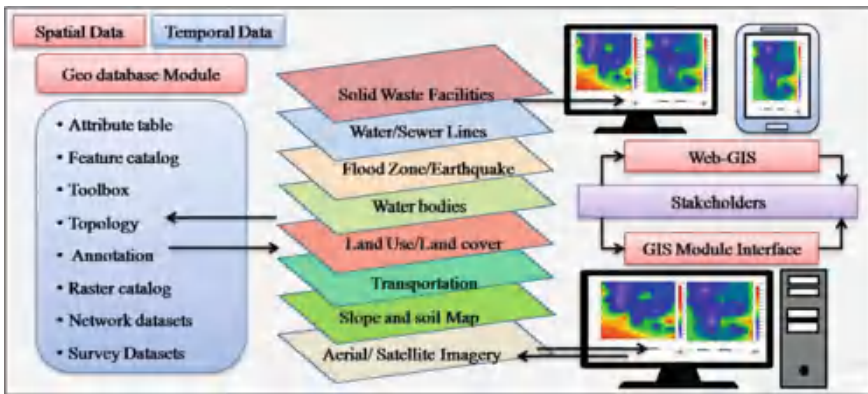 Spatial Data
Temporal Data
Geo database Module
• Attribute table
• Feature catalog
• Toolbox
• Topology
• Annotation
• Raster catalog
• Network datasets
• Survey Datasets
Solid Waste Facilities
Water/Sewer Lines
Flood Zone/Earthquake
Water bodies
Land Use/Land cover
Transportation
Slope and soil Map
Aerial/ Satellite Imagery
Web-GIS
Stakeholders
GIS Module Interface